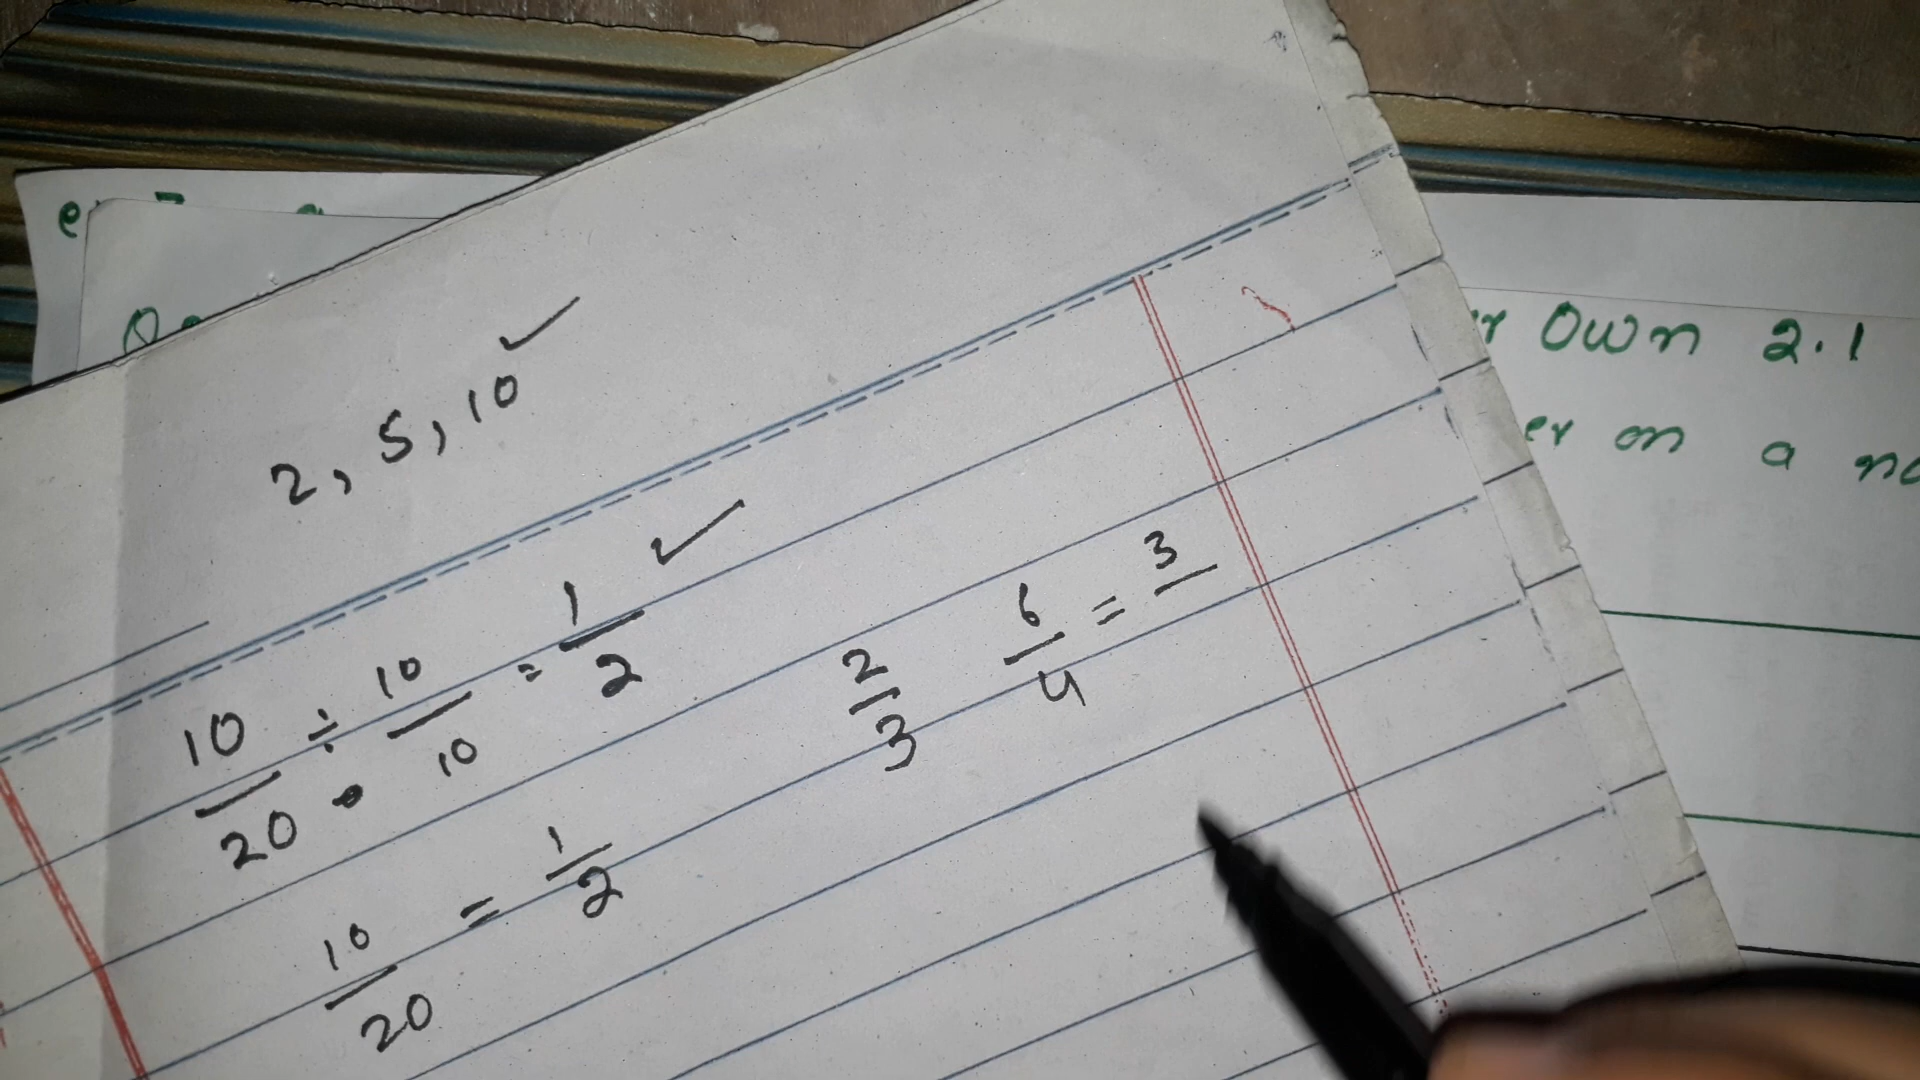 2, 5, 10 ✓
10/20 ÷ 10/10 = 1/2 ✓
10/20 = 1/2
2/3
6/4 = 3/
Own 2.1
er on a